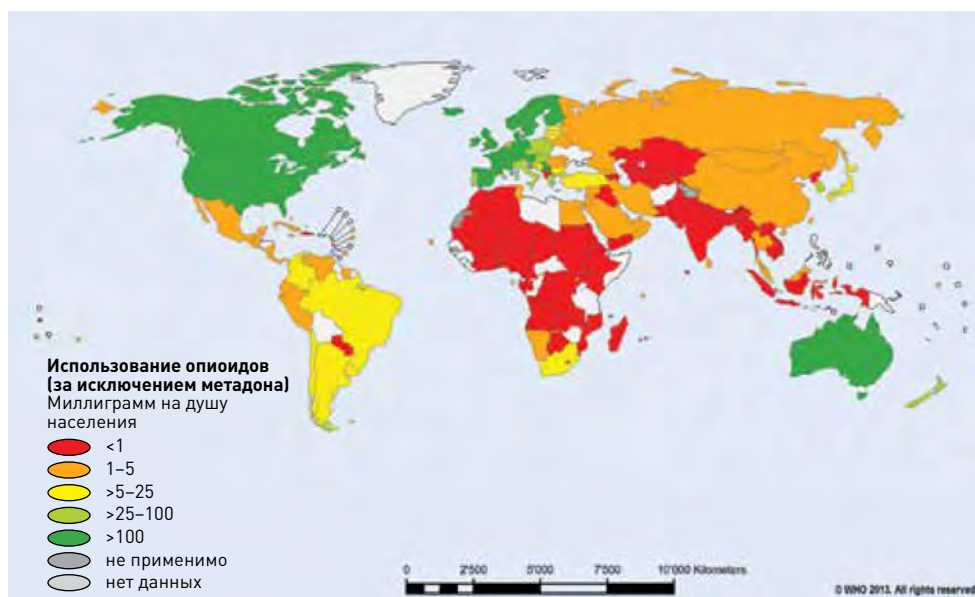 Использование опиоидов
(за исключением метадона)
Миллиграмм на душу
населения
<1
1–5
>5–25
>25–100
>100
не применимо
нет данных
0 2'500 5'000 7'500 10'000 Kilometers
© WHO 2013. All rights reserved